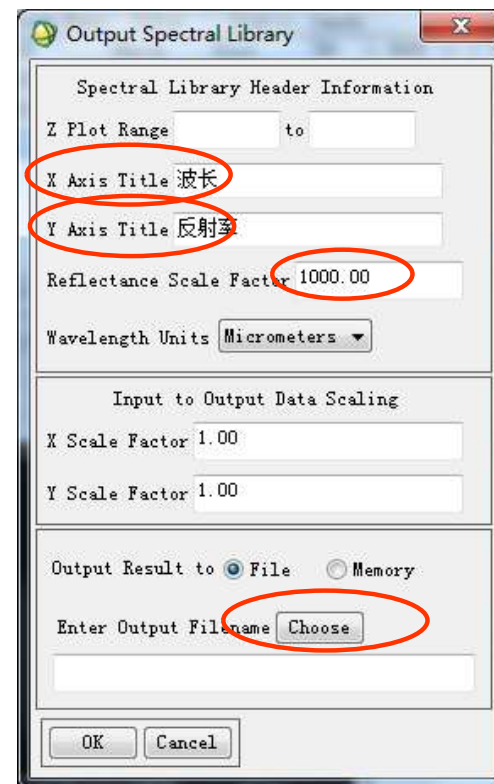 Output Spectral Library
Spectral Library Header Information
Z Plot Range to
X Axis Title 波长
Y Axis Title 反射率
Reflectance Scale Factor 1000.00
Wavelength Units Micrometers
Input to Output Data Scaling
X Scale Factor 1.00
Y Scale Factor 1.00
Output Result to File Memory
Enter Output Filename Choose
OK Cancel